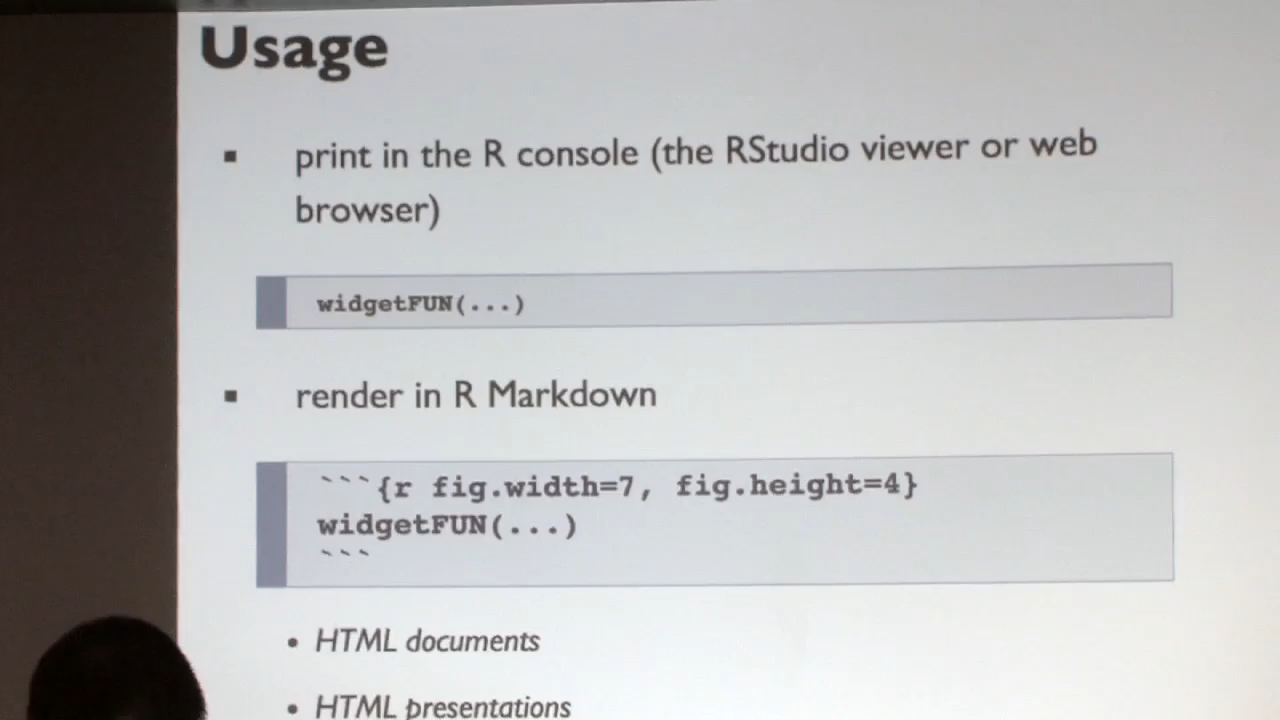 Usage
▪ print in the R console (the RStudio viewer or web
browser)
widgetFUN(...)
▪ render in R Markdown
```{r fig.width=7, fig.height=4}
widgetFUN(...)
```
• HTML documents
• HTML presentations